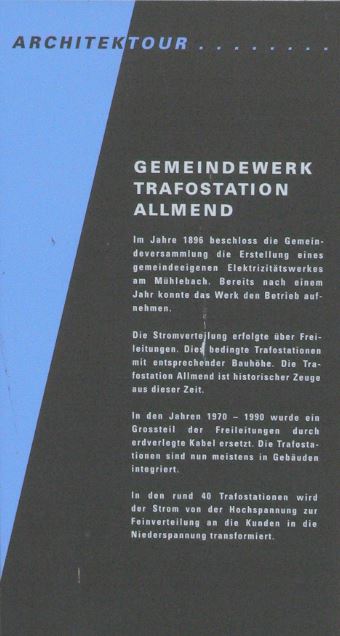 ARCHITEKTOUR . . . . . . . .
GEMEINDEWERK
TRAFOSTATION
ALLMEND
Im Jahre 1896 beschloss die Gemein-
deversammlung die Erstellung eines
gemeindeeigenen Elektrizitätswerkes
am Mühlebach. Bereits nach einem
Jahr konnte das Werk den Betrieb auf-
nehmen.
Die Stromverteilung erfolgte über Frei-
leitungen. Dies bedingte Trafostationen
mit entsprechender Bauhöhe. Die Tra-
fostation Allmend ist historischer Zeuge
aus dieser Zeit.
In den Jahren 1970 – 1990 wurde ein
Grossteil der Freileitungen durch
erdverlegte Kabel ersetzt. Die Trafosta-
tionen sind nun meistens in Gebäuden
integriert.
In den rund 40 Trafostationen wird
der Strom von der Hochspannung zur
Feinverteilung an die Kunden in die
Niederspannung transformiert.